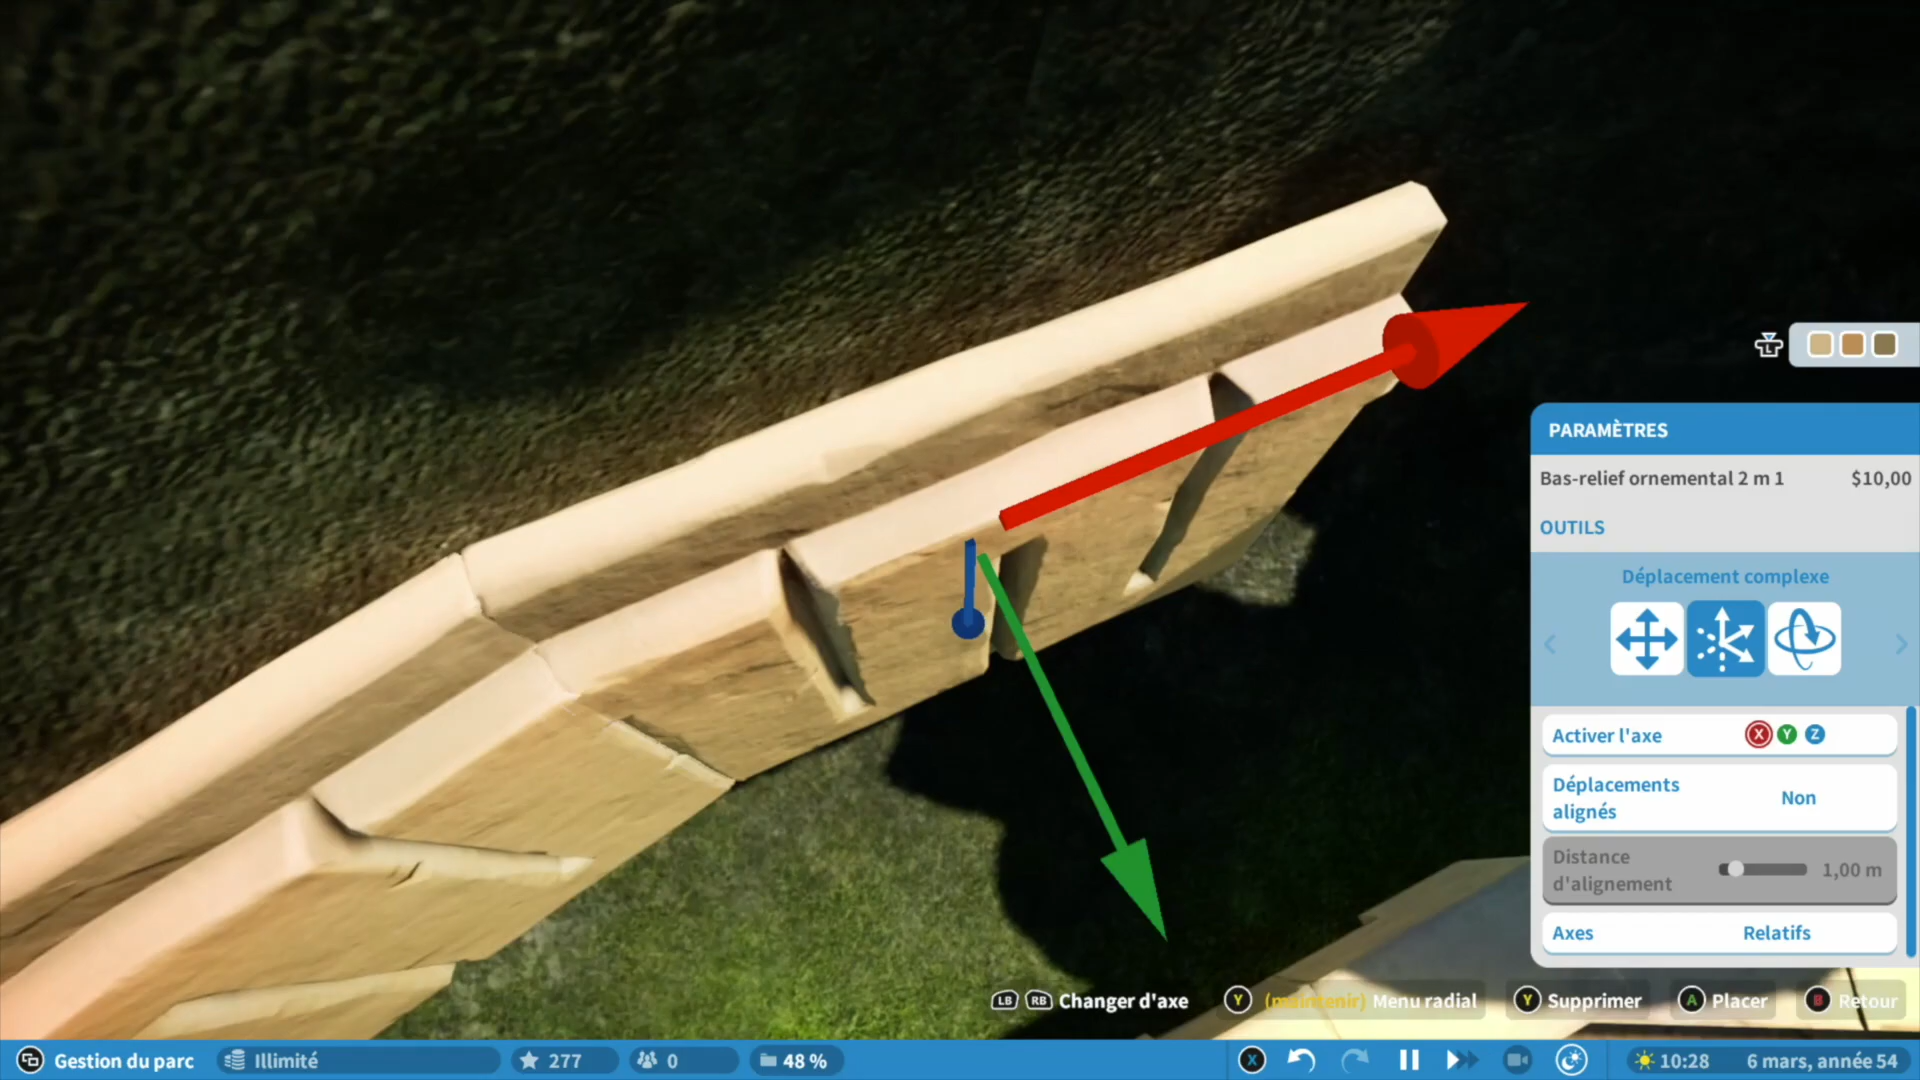 L
PARAMÈTRES
Bas-relief ornemental 2 m 1 $10,00
OUTILS
Déplacement complexe
Activer l'axe X Y Z
Déplacements alignés Non
Distance d'alignement 1,00 m
Axes Relatifs
LB RB Changer d'axe Y (maintenir) Menu radial Y Supprimer A Placer B Retour
Gestion du parc Illimité 277 0 48 % X 10:28 6 mars, année 54